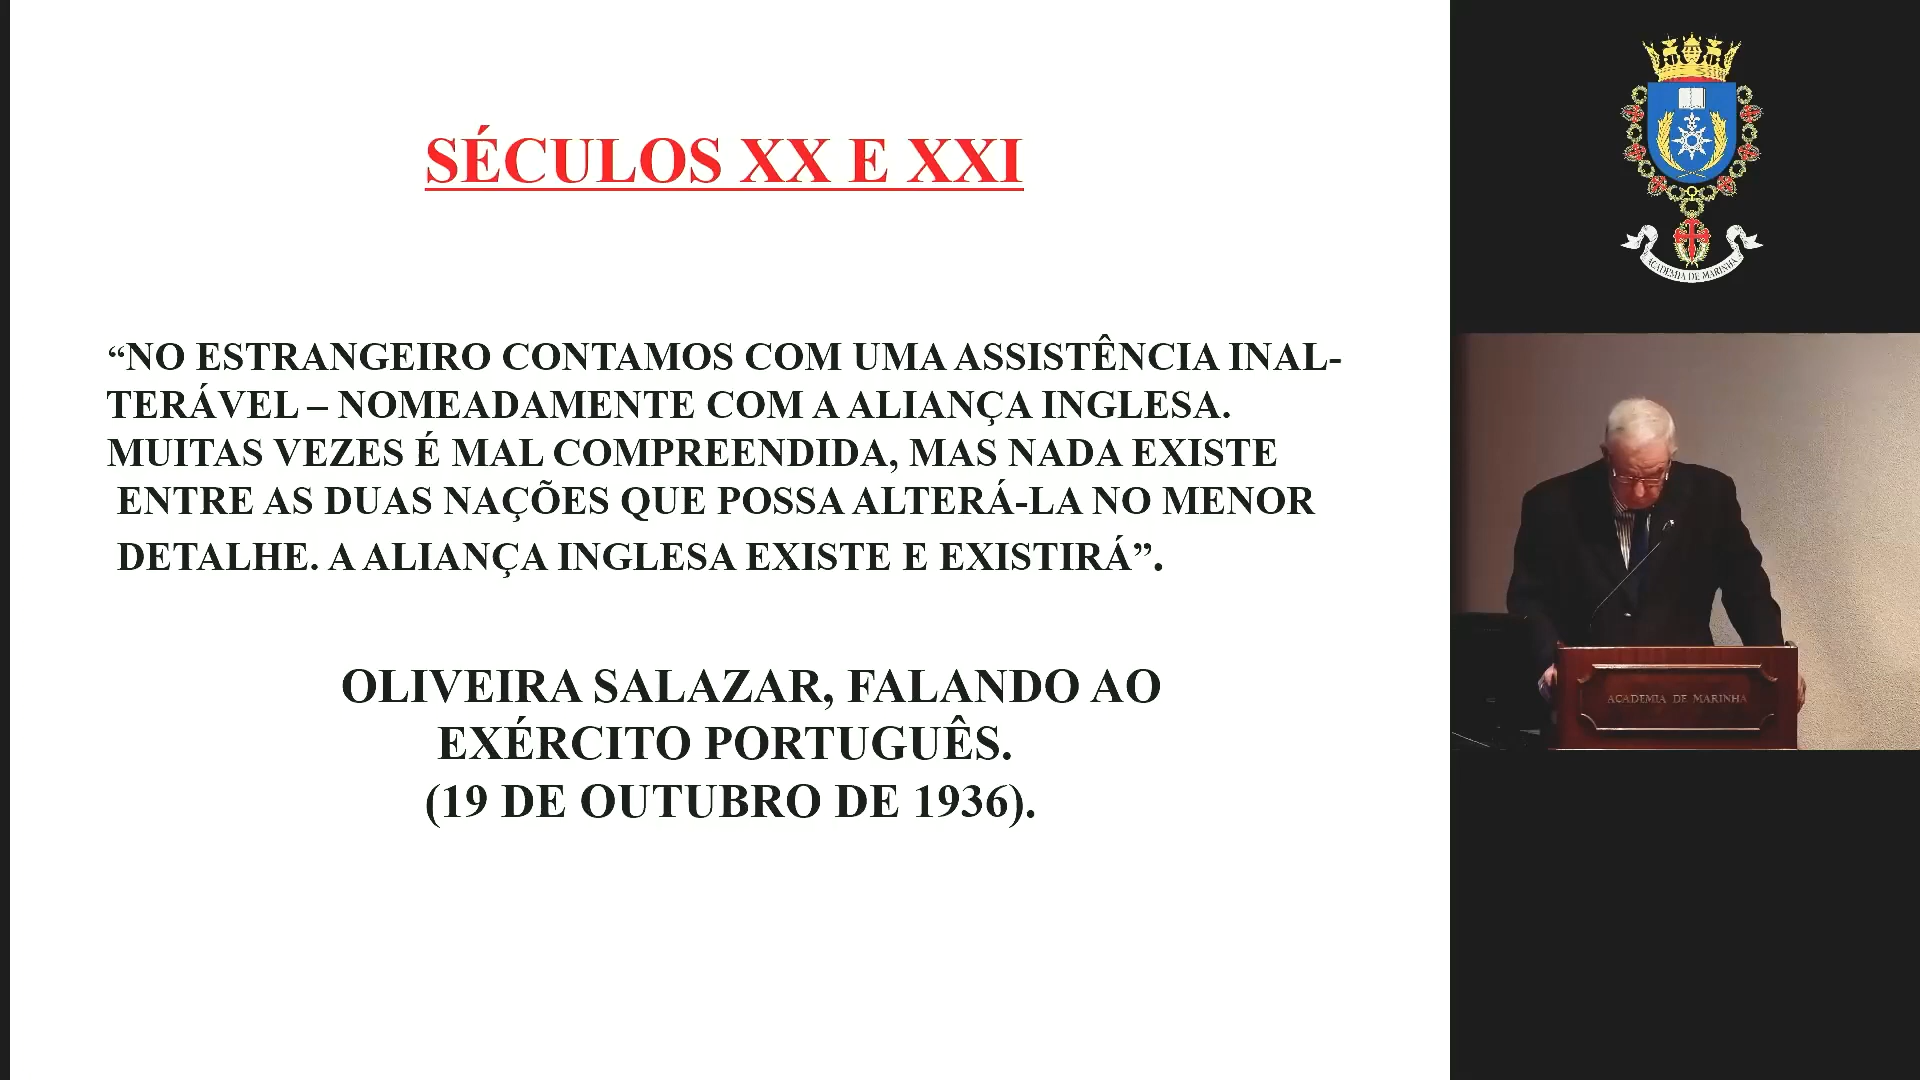 SÉCULOS XX E XXI
“NO ESTRANGEIRO CONTAMOS COM UMA ASSISTÊNCIA INAL-
TERÁVEL – NOMEADAMENTE COM A ALIANÇA INGLESA.
MUITAS VEZES É MAL COMPREENDIDA, MAS NADA EXISTE
ENTRE AS DUAS NAÇÕES QUE POSSA ALTERÁ-LA NO MENOR
DETALHE. A ALIANÇA INGLESA EXISTE E EXISTIRÁ”.
OLIVEIRA SALAZAR, FALANDO AO
EXÉRCITO PORTUGUÊS.
(19 DE OUTUBRO DE 1936).
ACADEMIA DE MARINHA
ACADEMIA DE MARINHA